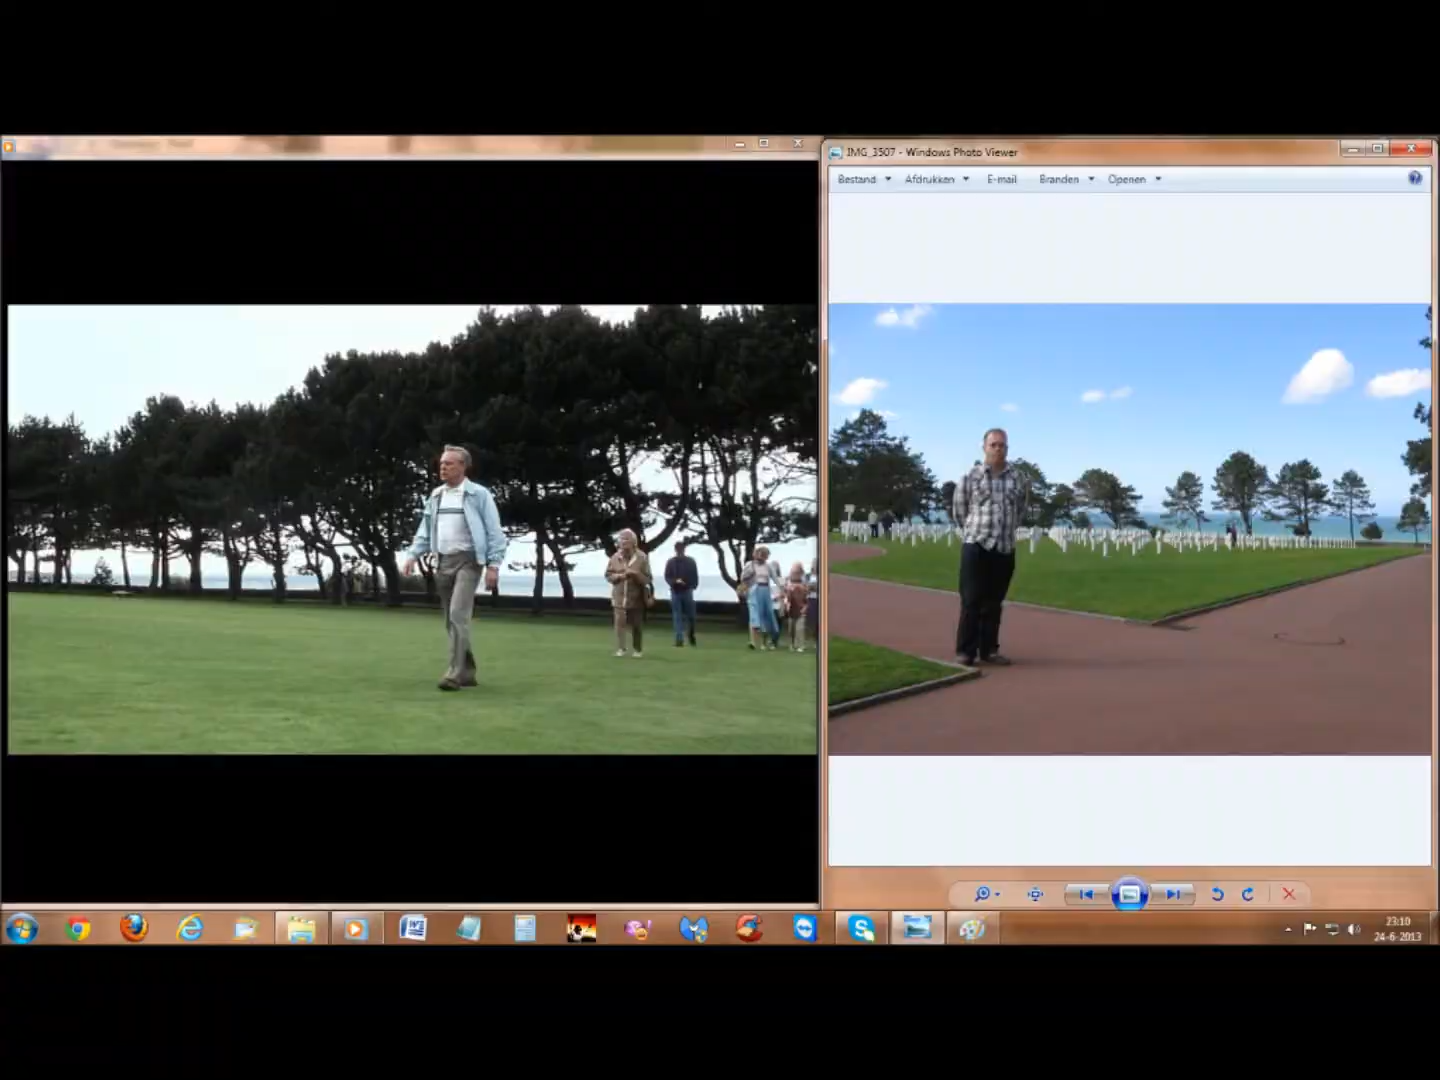 IMG_3507 - Windows Photo Viewer
Bestand Afdrukken E-mail Branden Openen
23:10
24-6-2013